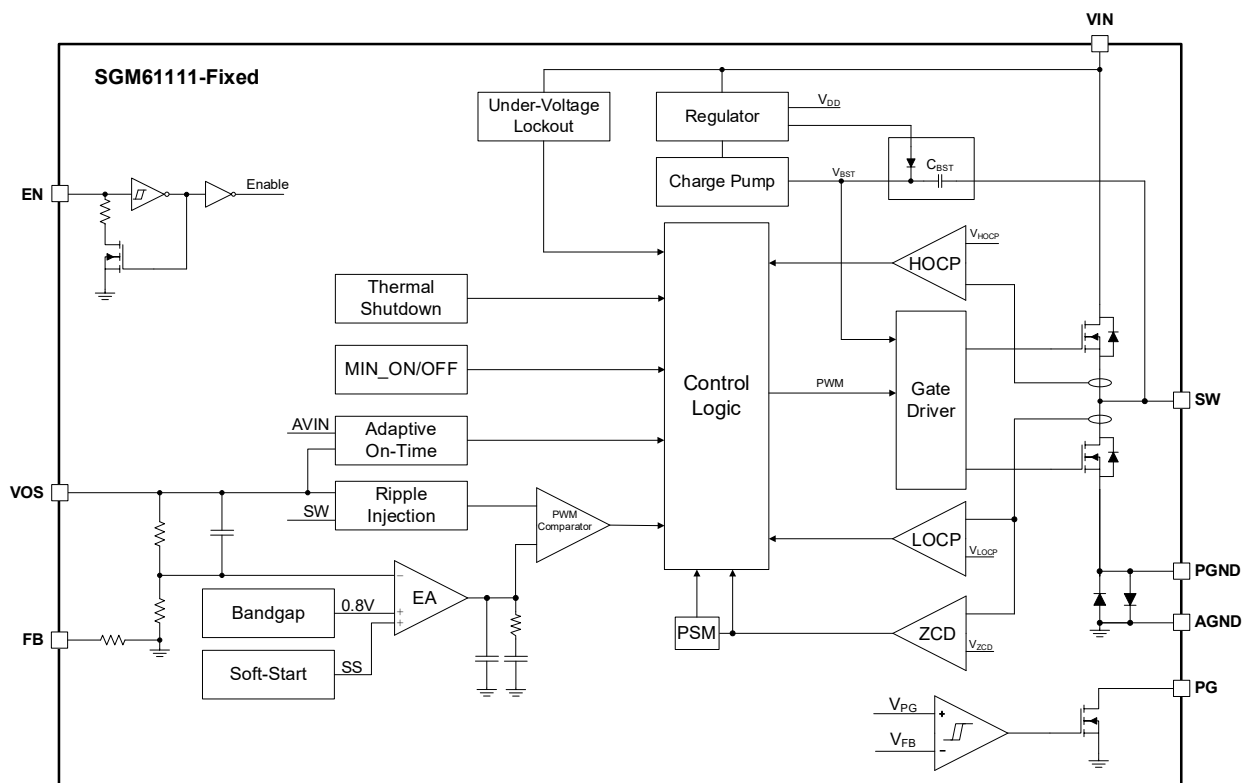 VIN
SGM61111-Fixed
Under-Voltage
Lockout
Regulator
VDD
Charge Pump
VBST
CBST
EN
Enable
VHOCP
HOCP
Thermal
Shutdown
MIN_ON/OFF
Control
Logic
PWM
Gate
Driver
SW
AVIN
Adaptive
On-Time
VOS
SW
Ripple
Injection
PWM
Comparator
LOCP
VLOCP
PGND
Bandgap
0.8V
−
+
+
EA
AGND
FB
Soft-Start
SS
PSM
ZCD
VZCD
PG
VPG
+
VFB
−